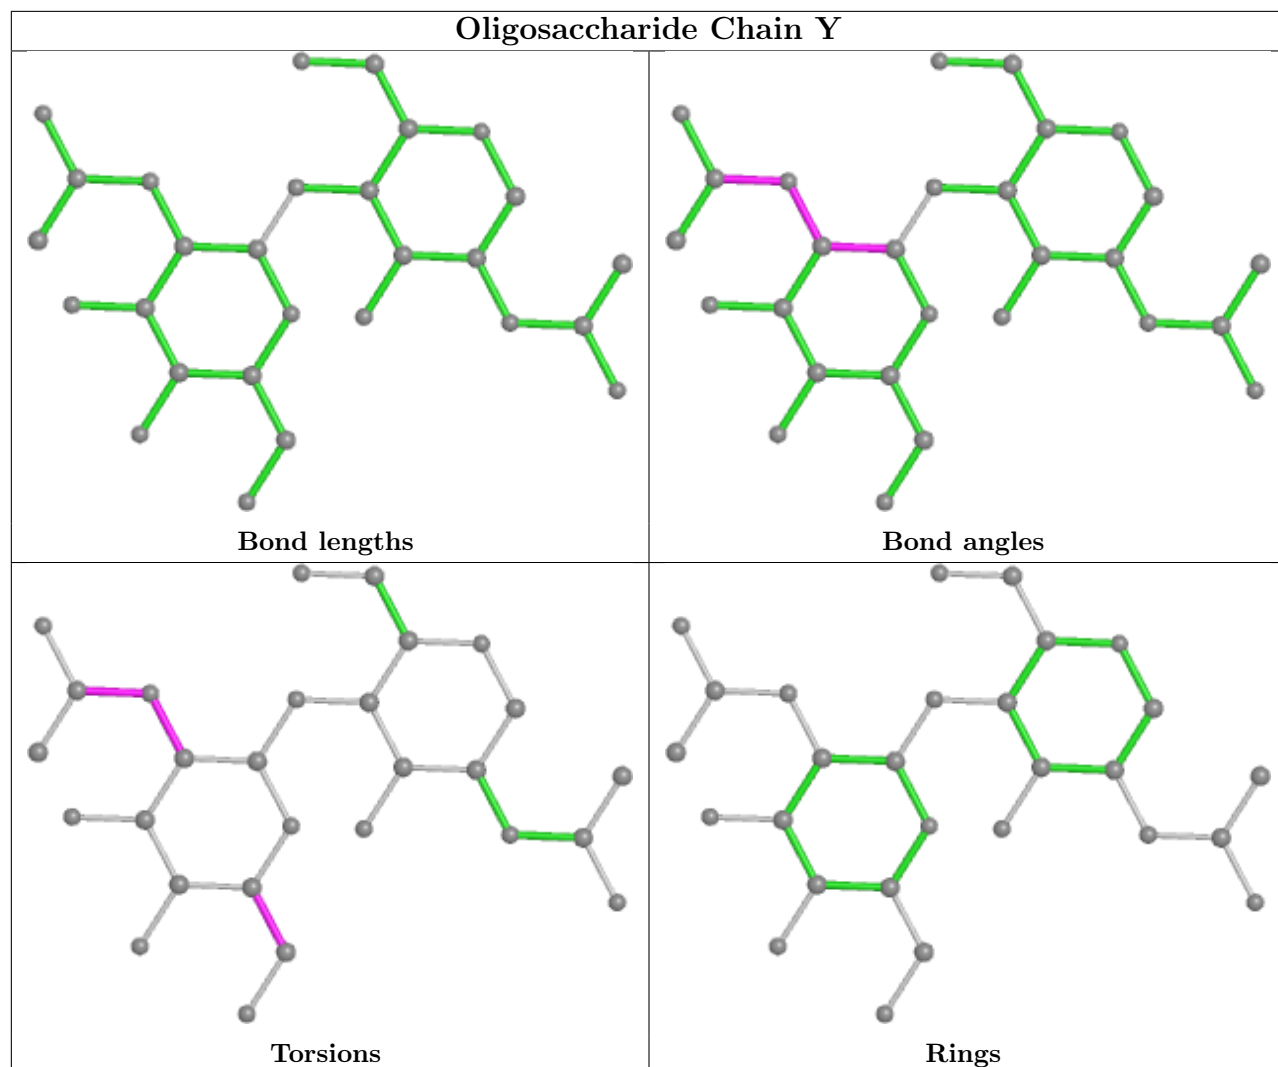 Oligosaccharide Chain Y
Bond lengths
Bond angles
Torsions
Rings